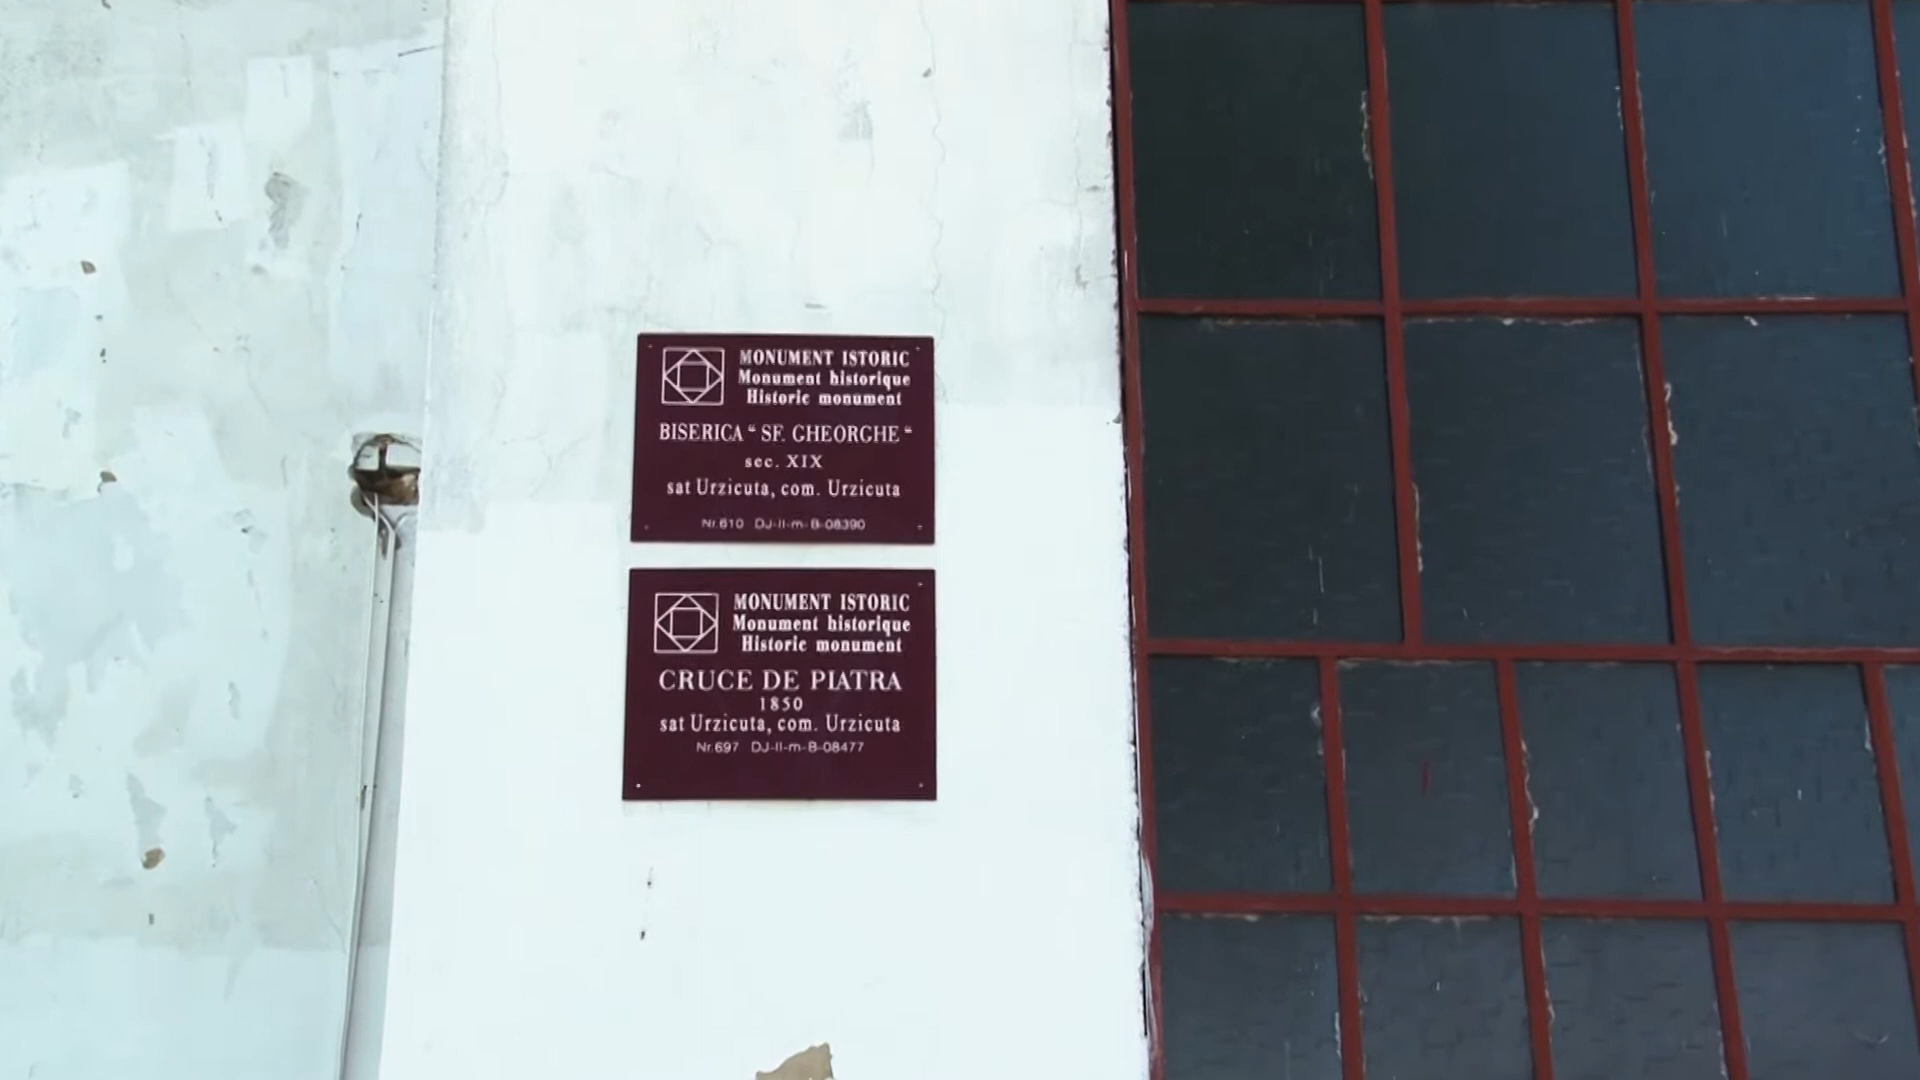 MONUMENT ISTORIC
Monument historique
Historic monument
BISERICA “ SF. GHEORGHE “
sec. XIX
sat Urzicuta, com. Urzicuta
Nr.610 DJ-II-m-B-08390
MONUMENT ISTORIC
Monument historique
Historic monument
CRUCE DE PIATRA
1850
sat Urzicuta, com. Urzicuta
Nr.697 DJ-II-m-B-08477